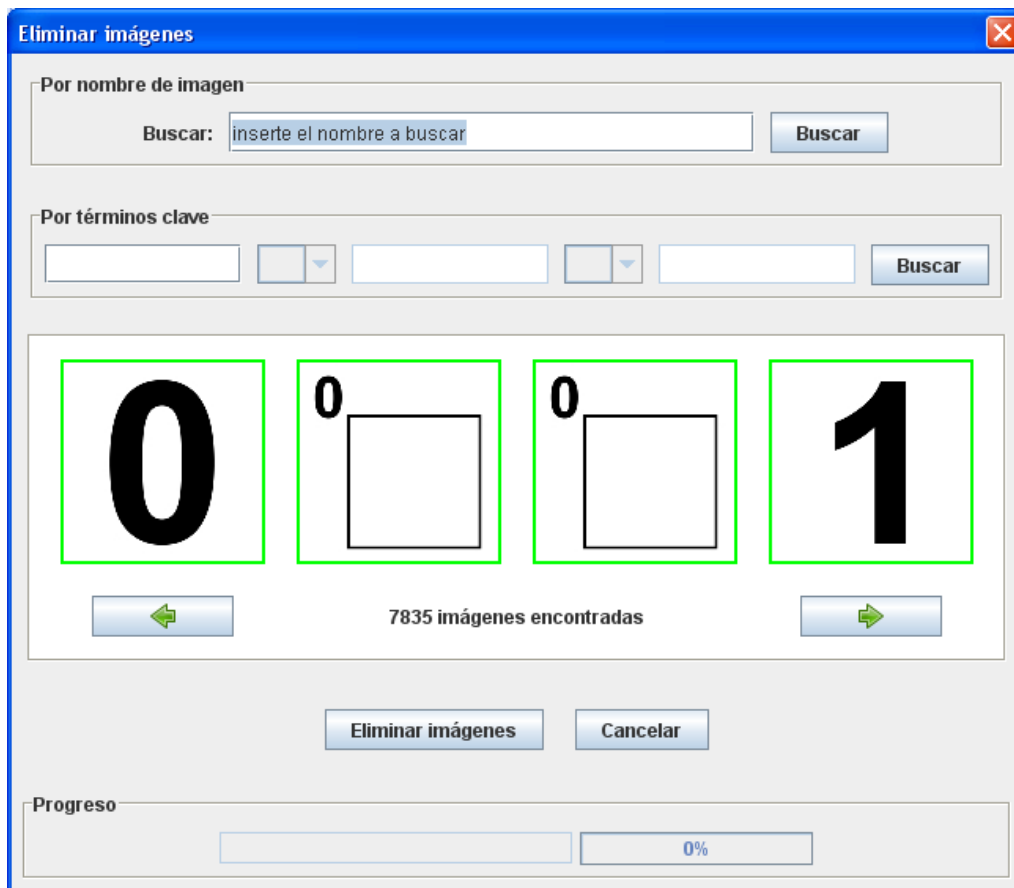 Eliminar imágenes
Por nombre de imagen
Buscar: inserte el nombre a buscar Buscar
Por términos clave
Buscar
0 0 0 1
7835 imágenes encontradas
Eliminar imágenes Cancelar
Progreso
0%